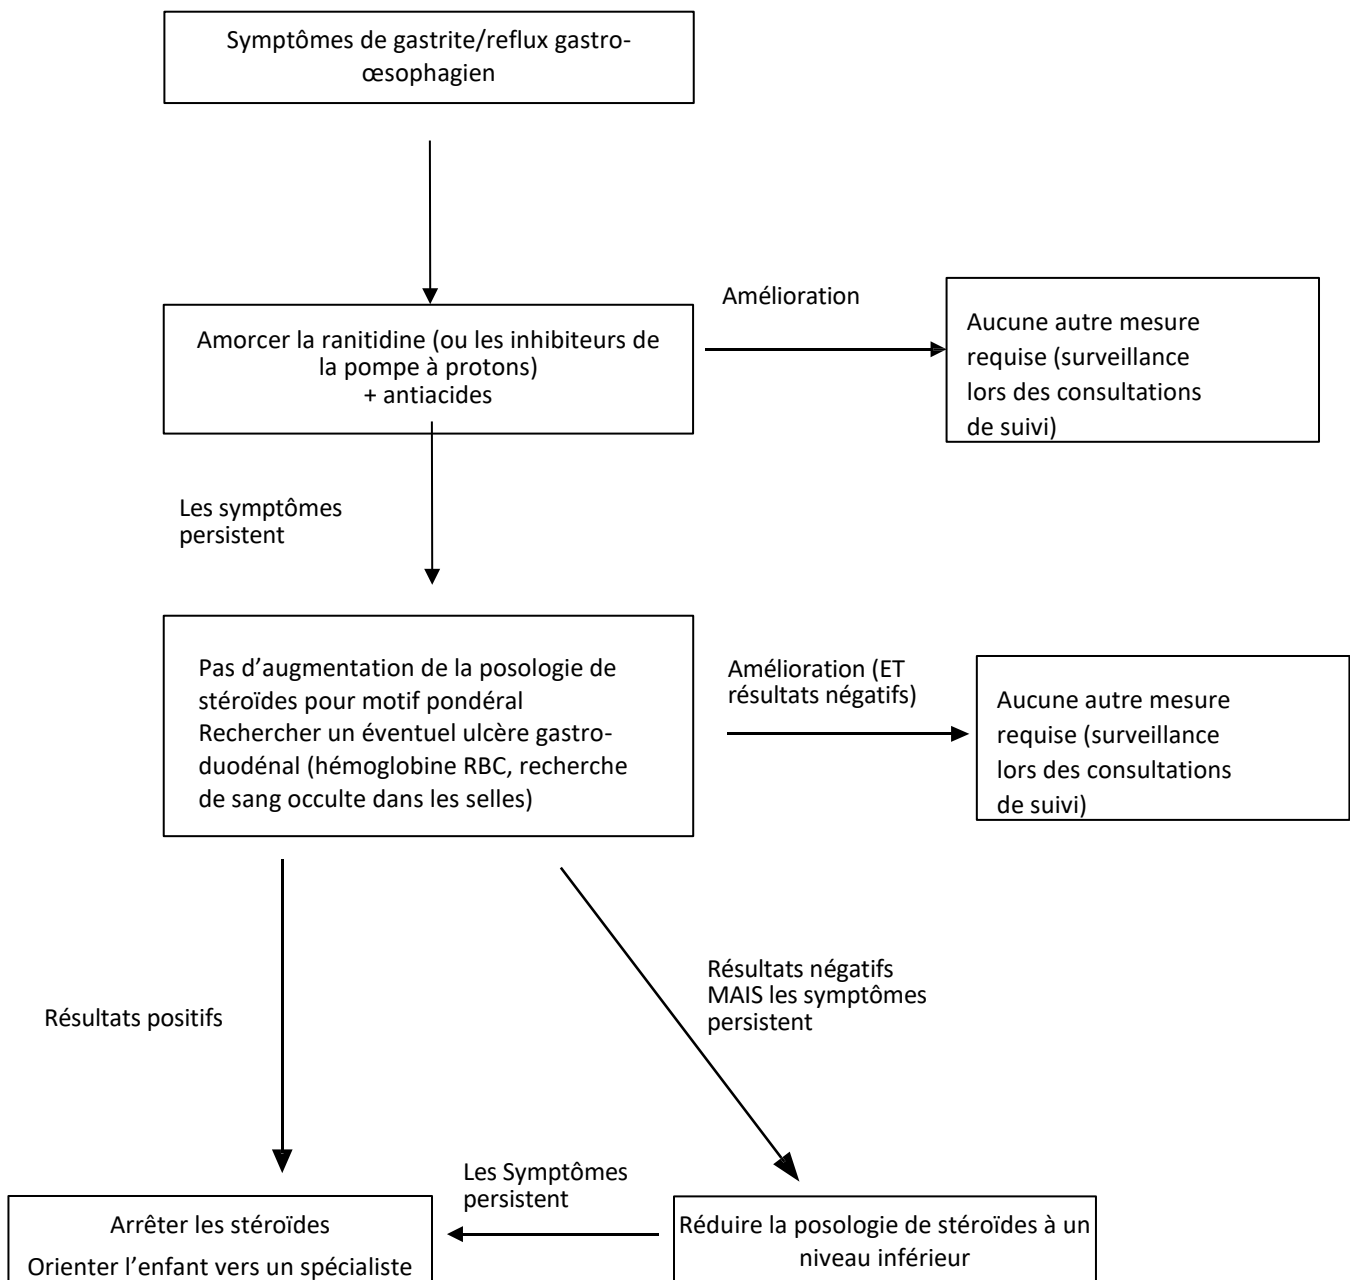 Symptômes de gastrite/reflux gastro-
œsophagien
Amorcer la ranitidine (ou les inhibiteurs de
la pompe à protons)
+ antiacides
Amélioration
Aucune autre mesure
requise (surveillance
lors des consultations
de suivi)
Les symptômes
persistent
Pas d’augmentation de la posologie de
stéroïdes pour motif pondéral
Rechercher un éventuel ulcère gastro-
duodénal (hémoglobine RBC, recherche
de sang occulte dans les selles)
Amélioration (ET
résultats négatifs)
Aucune autre mesure
requise (surveillance
lors des consultations
de suivi)
Résultats positifs
Résultats négatifs
MAIS les symptômes
persistent
Arrêter les stéroïdes
Orienter l’enfant vers un spécialiste
Les Symptômes
persistent
Réduire la posologie de stéroïdes à un
niveau inférieur